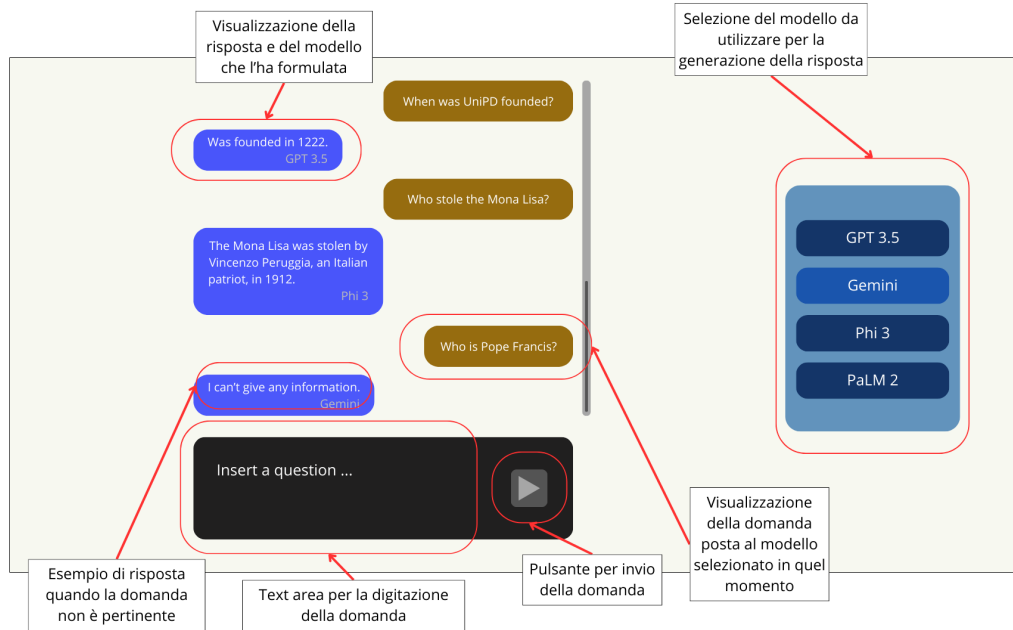 Visualizzazione della
risposta e del modello
che l'ha formulata
Selezione del modello da
utilizzare per la
generazione della risposta
When was UniPD founded?
Was founded in 1222.
GPT 3.5
Who stole the Mona Lisa?
The Mona Lisa was stolen by
Vincenzo Peruggia, an Italian
patriot, in 1912.
Phi 3
Who is Pope Francis?
I can't give any information.
Gemini
GPT 3.5
Gemini
Phi 3
PaLM 2
Insert a question ...
Esempio di risposta
quando la domanda
non è pertinente
Text area per la digitazione
della domanda
Pulsante per invio
della domanda
Visualizzazione
della domanda
posta al modello
selezionato in quel
momento